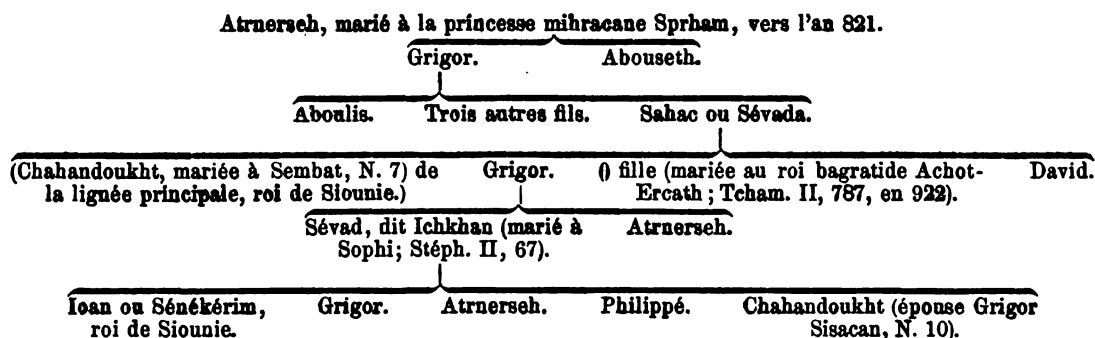 Atrnerseh, marié à la princesse mihracane Sprham, vers l'an 821.
Grigor. Abouseth.
Aboulis. Trois autres fils. Sahac ou Sévada.
(Chahandoukht, mariée à Sembat, N. 7) de Grigor. () fille (mariée au roi bagratide Achot- David.
la lignée principale, roi de Siounie.) Ercath; Tcham. II, 787, en 922).
Sévad, dit Ichkhan (marié à Atrnerseh.
Sophi; Stéph. II, 67).
Ioan ou Sénékérim, Grigor. Atrnerseh. Philippé. Chahandoukht (épouse Grigor
roi de Siounie. Sisacan, N. 10).